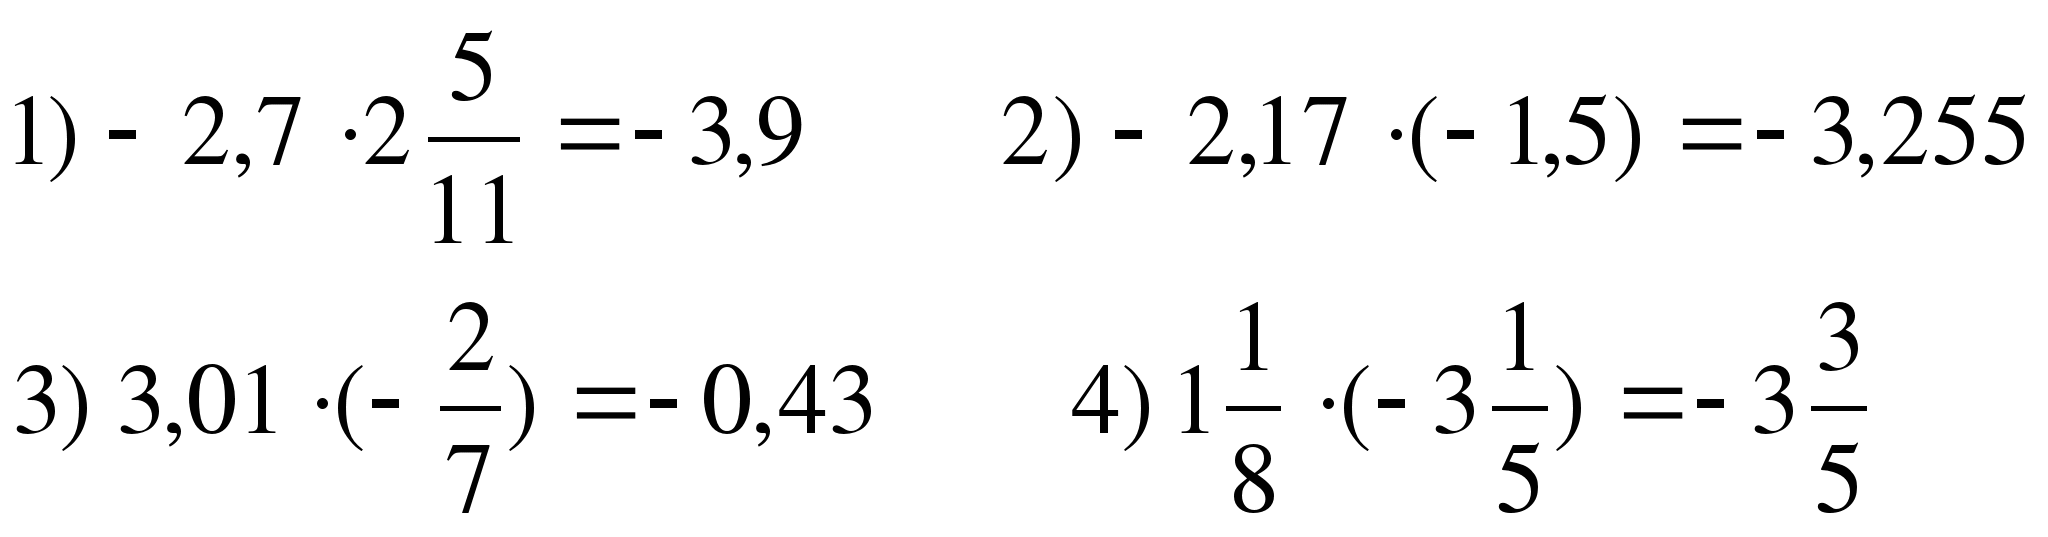 1) - 2,7 · 2 5/11 = - 3,9   2) - 2,17 · (- 1,5) = - 3,255
3) 3,01 · (- 2/7) = - 0,43   4) 1 1/8 · (- 3 1/5) = - 3 3/5